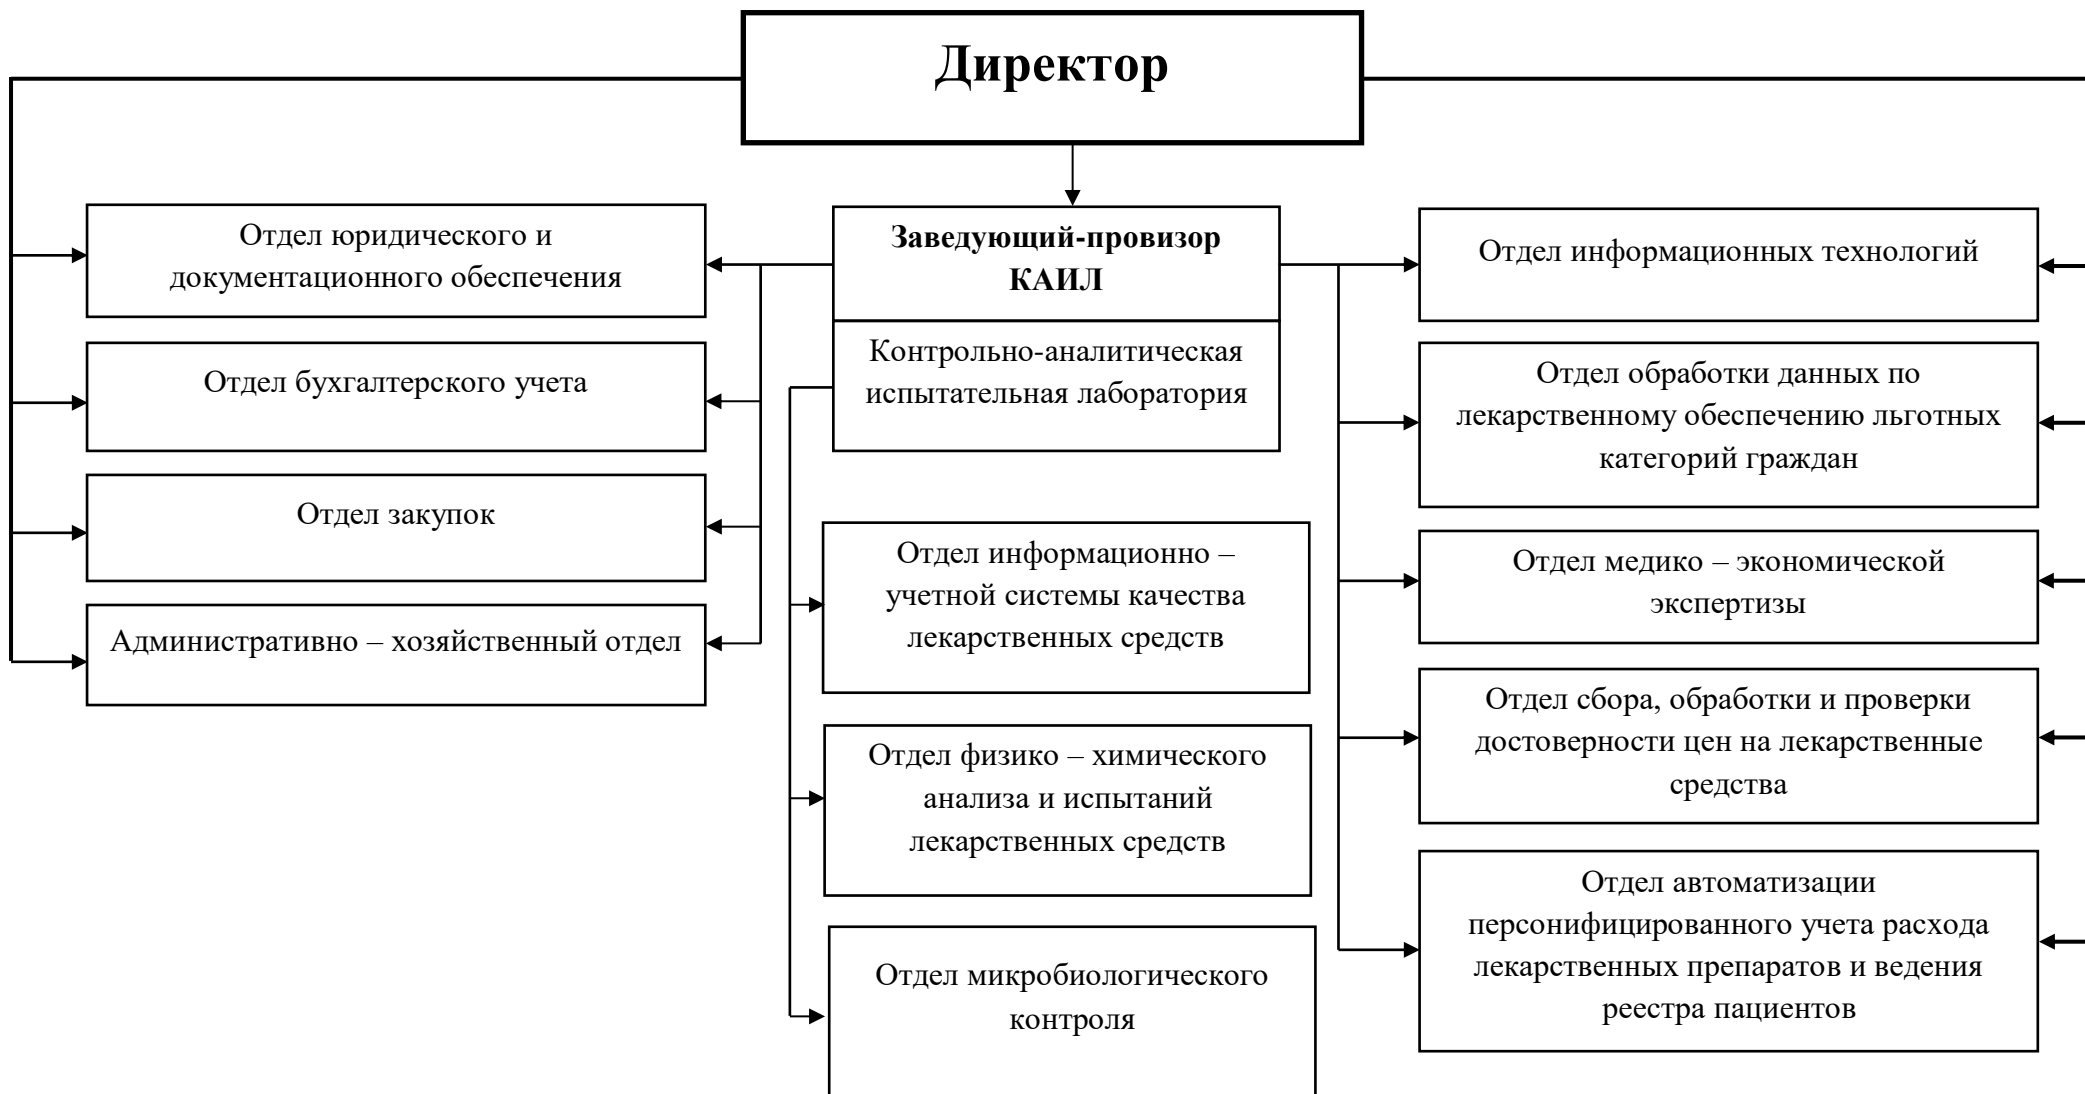 Директор
Отдел юридического и
документационного обеспечения
Отдел бухгалтерского учета
Отдел закупок
Административно – хозяйственный отдел
Заведующий-провизор
КАИЛ
Контрольно-аналитическая
испытательная лаборатория
Отдел информационно –
учетной системы качества
лекарственных средств
Отдел физико – химического
анализа и испытаний
лекарственных средств
Отдел микробиологического
контроля
Отдел информационных технологий
Отдел обработки данных по
лекарственному обеспечению льготных
категорий граждан
Отдел медико – экономической
экспертизы
Отдел сбора, обработки и проверки
достоверности цен на лекарственные
средства
Отдел автоматизации
персонифицированного учета расхода
лекарственных препаратов и ведения
реестра пациентов